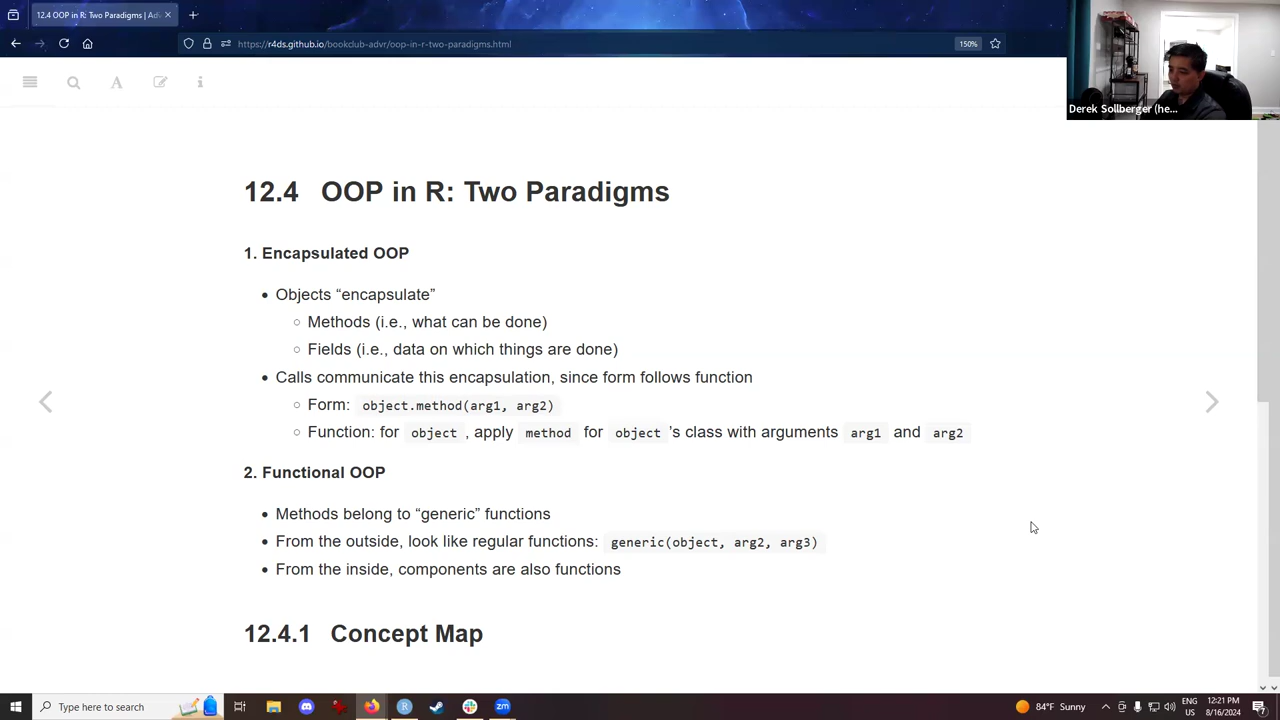 12.4 OOP in R: Two Paradigms | Adv
https://r4ds.github.io/bookclub-advr/oop-in-r-two-paradigms.html
150%
Derek Sollberger (he...
12.4 OOP in R: Two Paradigms
1. Encapsulated OOP
• Objects “encapsulate”
○ Methods (i.e., what can be done)
○ Fields (i.e., data on which things are done)
• Calls communicate this encapsulation, since form follows function
○ Form: object.method(arg1, arg2)
○ Function: for object , apply method for object 's class with arguments arg1 and arg2
2. Functional OOP
• Methods belong to “generic” functions
• From the outside, look like regular functions: generic(object, arg2, arg3)
• From the inside, components are also functions
12.4.1 Concept Map
Type here to search
84°F Sunny
ENG
US
12:21 PM
8/16/2024